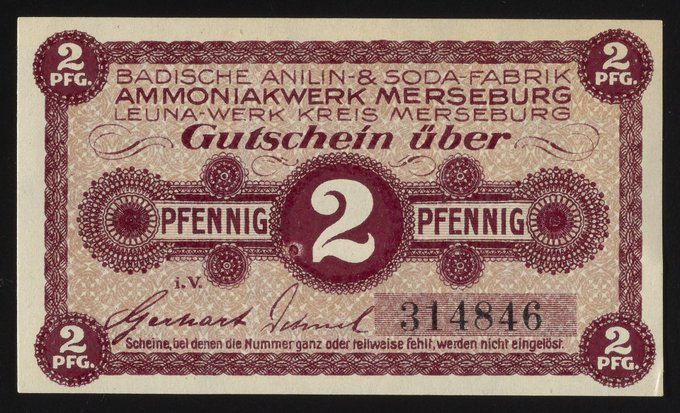 2 PFG.
2 PFG.
BADISCHE ANILIN-& SODA-FABRIK
AMMONIAKWERK MERSEBURG
LEUNA-WERK KREIS MERSEBURG
Gutschein über
PFENNIG 2 PFENNIG
i.V.
Gerhart
314846
Scheine, bei denen die Nummer ganz oder teilweise fehlt, werden nicht eingelöst.
2 PFG.
2 PFG.